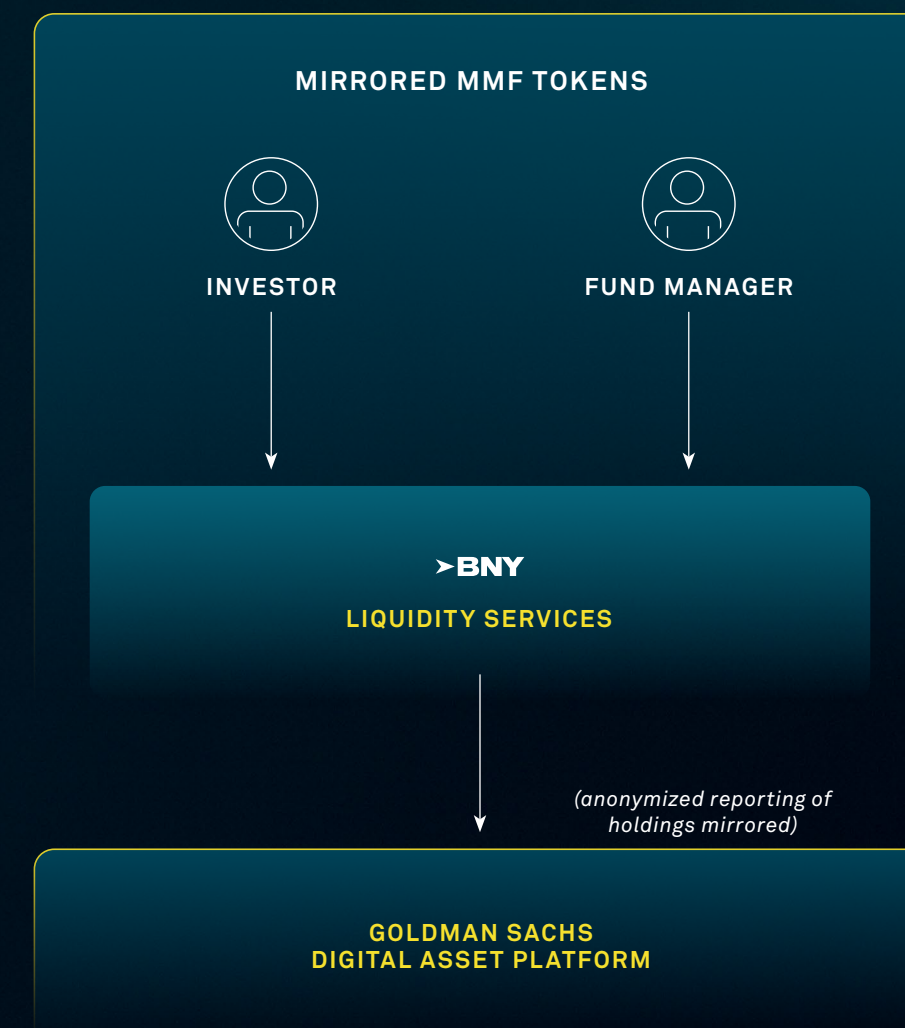 MIRRORED MMF TOKENS
INVESTOR
FUND MANAGER
BNY
LIQUIDITY SERVICES
(anonymized reporting of
holdings mirrored)
GOLDMAN SACHS
DIGITAL ASSET PLATFORM